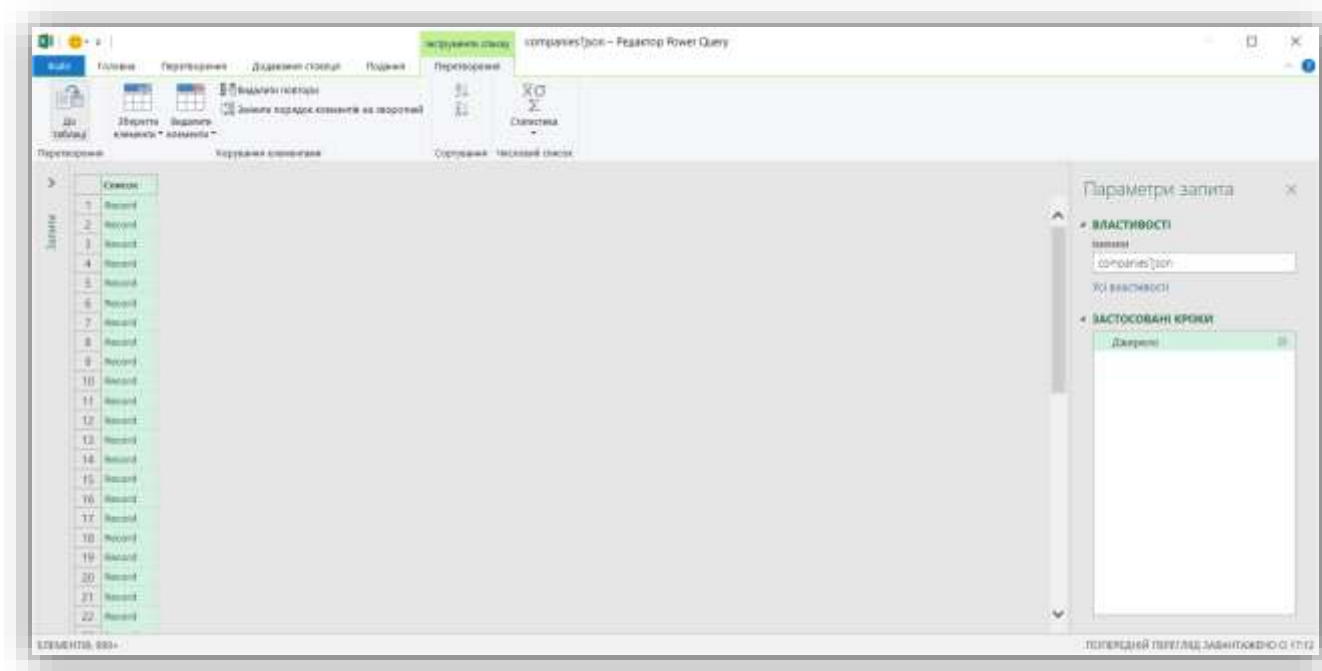 Інструменти списку companies?json – Редактор Power Query
Файл Головна Перетворення Додавання стовпця Подання Перетворення
До таблиці
Зберегти елементи
Видалити елементи
Видалити повтори
Змінити порядок елементів на зворотний
Статистика
Перетворення Керування елементами Сортування Числовий список
Запити
Список
1 Record
2 Record
3 Record
4 Record
5 Record
6 Record
7 Record
8 Record
9 Record
10 Record
11 Record
12 Record
13 Record
14 Record
15 Record
16 Record
17 Record
18 Record
19 Record
20 Record
21 Record
22 Record
Параметри запита
ВЛАСТИВОСТІ
companies?json
Усі властивості
ЗАСТОСОВАНІ КРОКИ
Джерело
ПОПЕРЕДНІЙ ПЕРЕГЛЯД ЗАВАНТАЖЕНО О 17:12